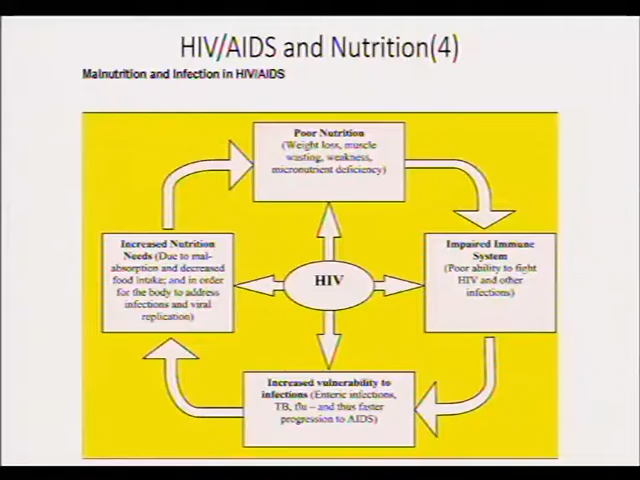 HIV/AIDS and Nutrition(4)
Malnutrition and Infection in HIV/AIDS
Poor Nutrition
(Weight loss, muscle
wasting, weakness,
micronutrient deficiency)
Increased Nutrition
Needs (Due to mal-
absorption and decreased
food intake; and in order
for the body to address
infections and viral
replication)
HIV
Impaired Immune
System
(Poor ability to fight
HIV and other
infections)
Increased vulnerability to
infections (Enteric infections,
TB, flu – and thus faster
progression to AIDS)